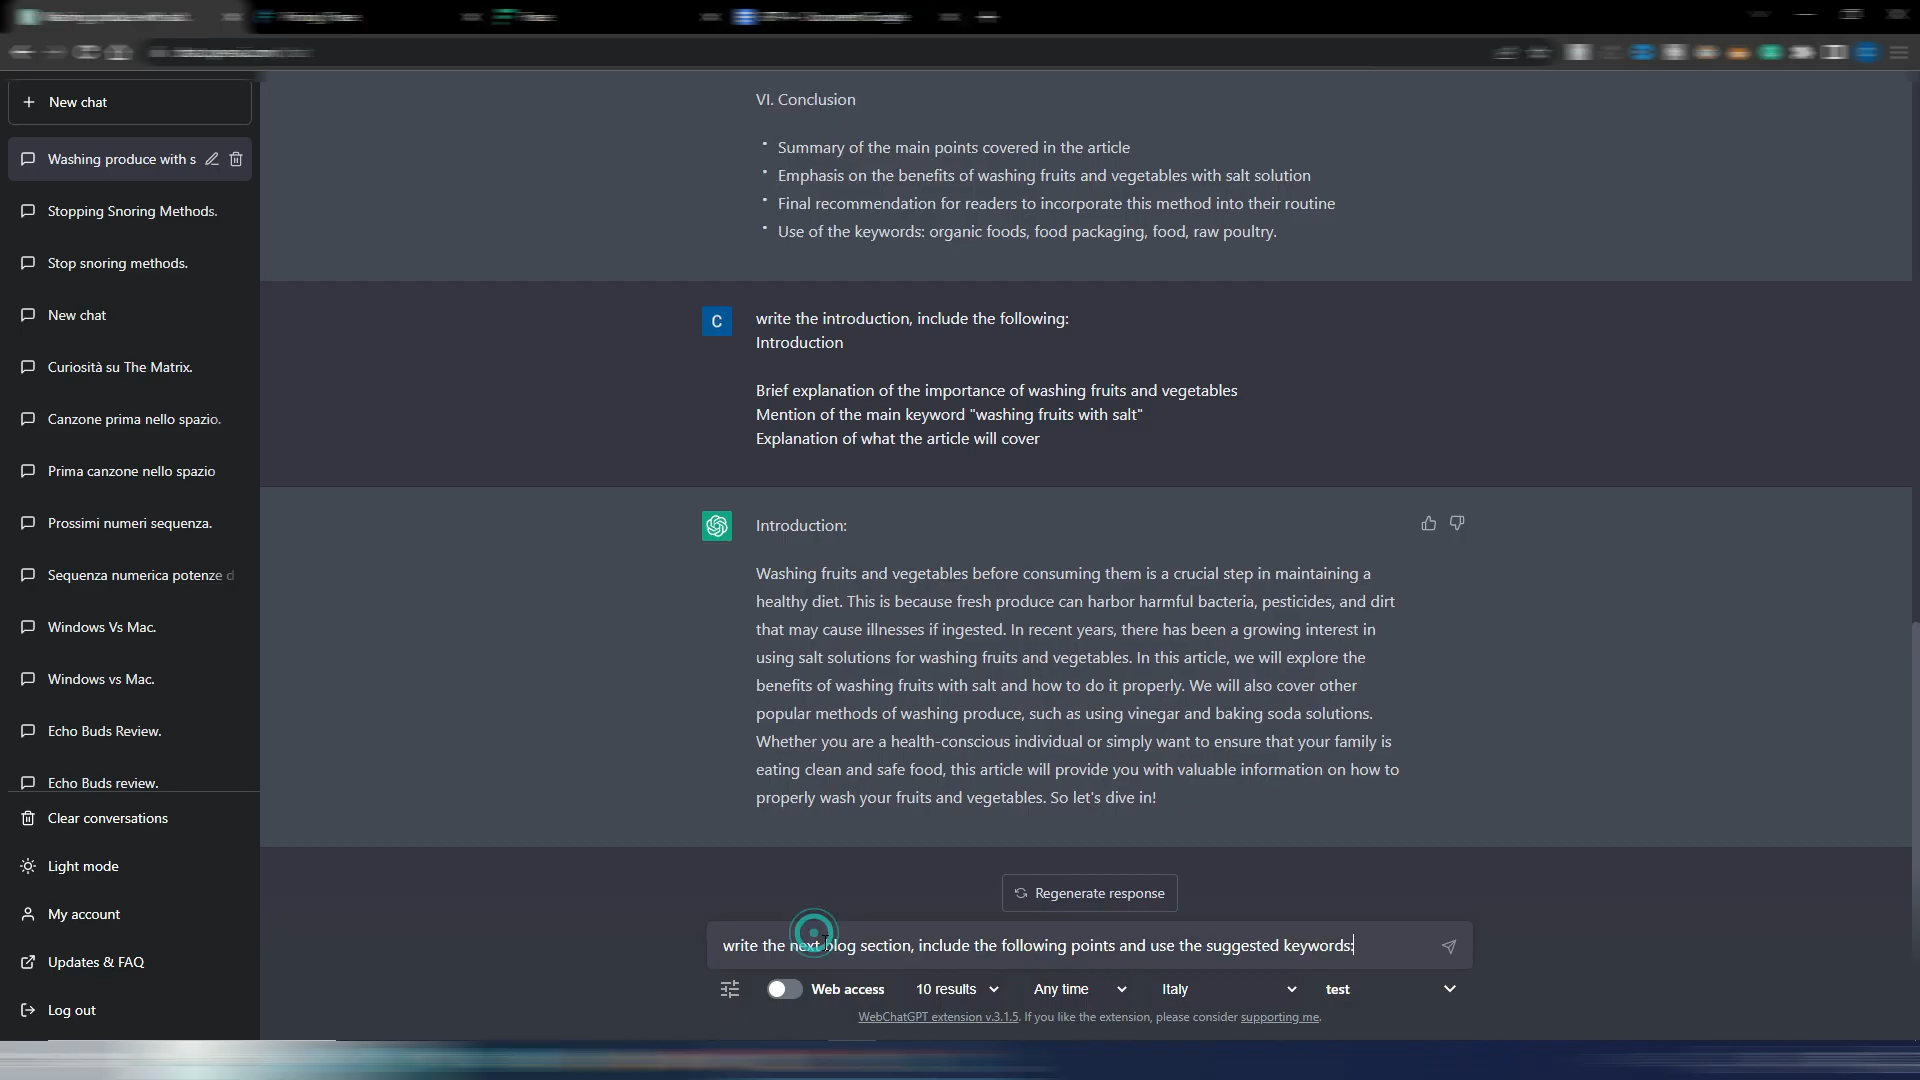 New chat
Washing produce with s
Stopping Snoring Methods.
Stop snoring methods.
New chat
Curiosità su The Matrix.
Canzone prima nello spazio.
Prima canzone nello spazio
Prossimi numeri sequenza.
Sequenza numerica potenze d
Windows Vs Mac.
Windows vs Mac.
Echo Buds Review.
Echo Buds review.
Clear conversations
Light mode
My account
Updates & FAQ
Log out
VI. Conclusion
• Summary of the main points covered in the article
• Emphasis on the benefits of washing fruits and vegetables with salt solution
• Final recommendation for readers to incorporate this method into their routine
• Use of the keywords: organic foods, food packaging, food, raw poultry.
C
write the introduction, include the following:
Introduction
Brief explanation of the importance of washing fruits and vegetables
Mention of the main keyword "washing fruits with salt"
Explanation of what the article will cover
Introduction:
Washing fruits and vegetables before consuming them is a crucial step in maintaining a
healthy diet. This is because fresh produce can harbor harmful bacteria, pesticides, and dirt
that may cause illnesses if ingested. In recent years, there has been a growing interest in
using salt solutions for washing fruits and vegetables. In this article, we will explore the
benefits of washing fruits with salt and how to do it properly. We will also cover other
popular methods of washing produce, such as using vinegar and baking soda solutions.
Whether you are a health-conscious individual or simply want to ensure that your family is
eating clean and safe food, this article will provide you with valuable information on how to
properly wash your fruits and vegetables. So let's dive in!
Regenerate response
write the next blog section, include the following points and use the suggested keywords:
Web access 10 results Any time Italy test
WebChatGPT extension v.3.1.5. If you like the extension, please consider supporting me.